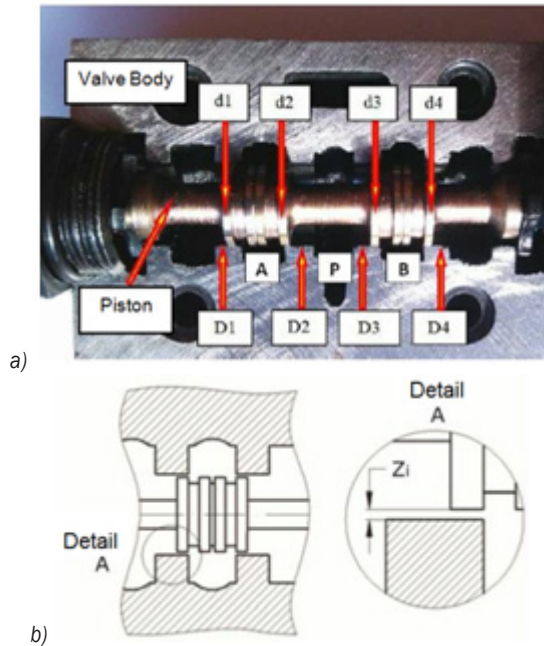 Valve Body
d1 d2 d3 d4
A P B
Piston
D1 D2 D3 D4
a)
Detail
A
Zi
Detail
A
b)